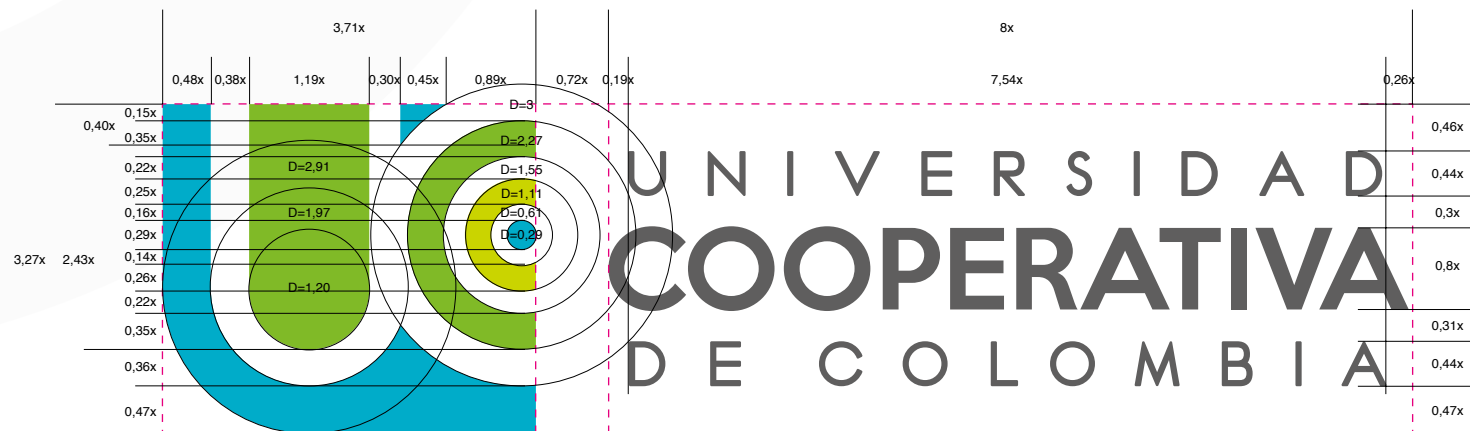 3,71x 8x
0,48x 0,38x 1,19x 0,30x 0,45x 0,89x 0,72x 0,19x 7,54x 0,26x
0,15x
0,40x
0,35x
0,22x
0,25x
0,16x
0,29x
0,14x
3,27x 2,43x
0,26x
0,22x
0,35x
0,36x
0,47x
D=2,91
D=1,97
D=1,20
D=3
D=2,27
D=1,55
D=1,11
D=0,61
D=0,29
UNIVERSIDAD
COOPERATIVA
DE COLOMBIA
0,46x
0,44x
0,3x
0,8x
0,31x
0,44x
0,47x